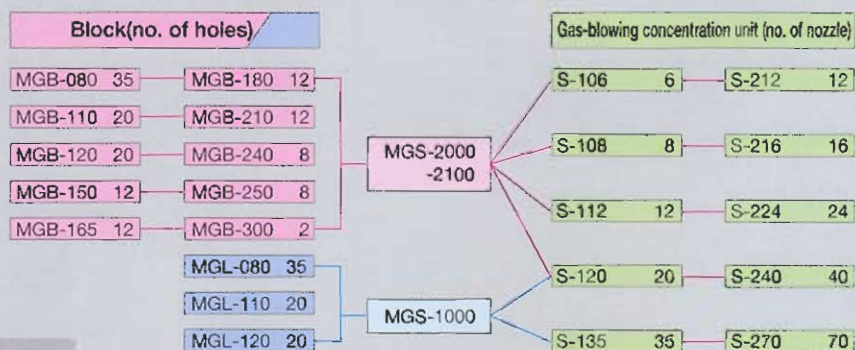 Block(no. of holes) Gas-blowing concentration unit (no. of nozzle)
MGB-080 35 MGB-180 12 S-106 6 S-212 12
MGB-110 20 MGB-210 12
MGB-120 20 MGB-240 8 MGS-2000 S-108 8 S-216 16
-2100
MGB-150 12 MGB-250 8 S-112 12 S-224 24
MGB-165 12 MGB-300 2
MGL-080 35 S-120 20 S-240 40
MGL-110 20 MGS-1000
MGL-120 20 S-135 35 S-270 70